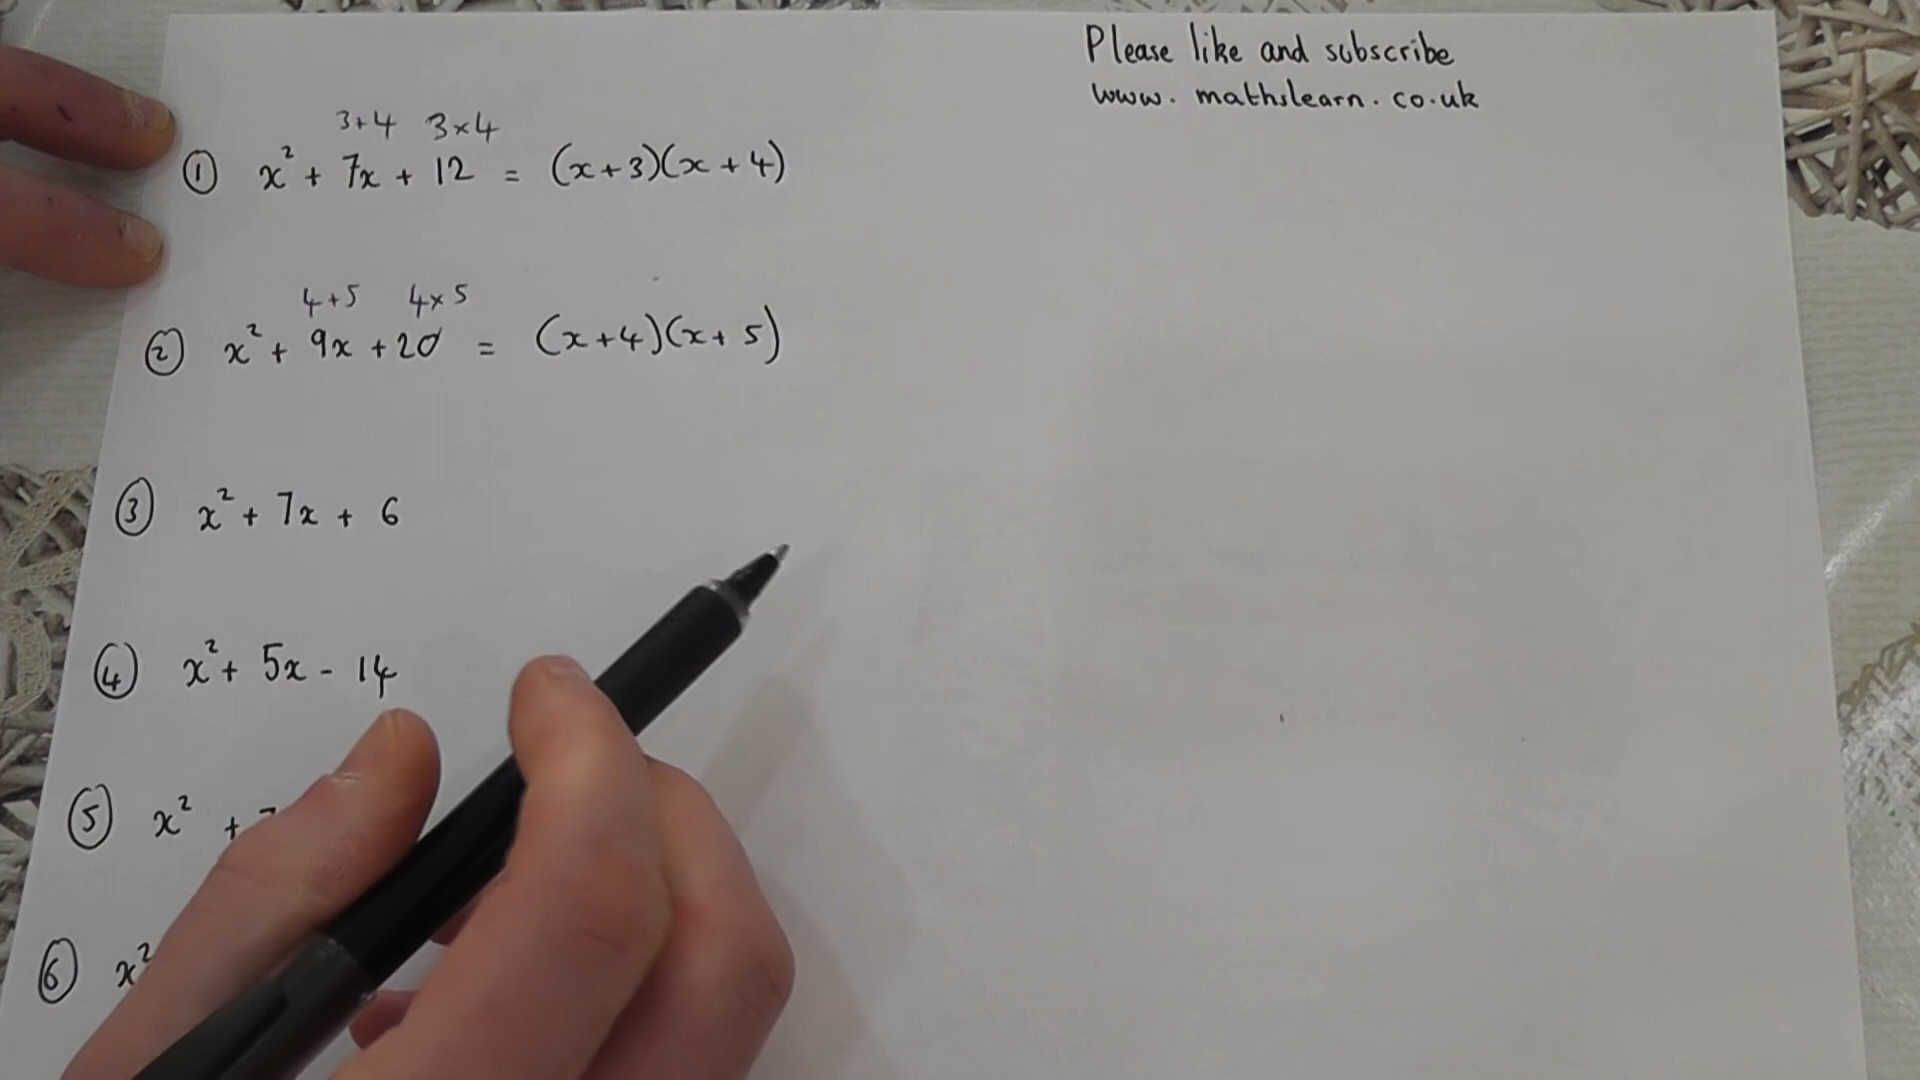 Please like and subscribe
www.mathslearn.co.uk
3+4 3×4
① x² + 7x + 12 = (x+3)(x+4)
4+5 4×5
② x² + 9x + 20 = (x+4)(x+5)
③ x² + 7x + 6
④ x² + 5x - 14
⑤ x² +
⑥ x²